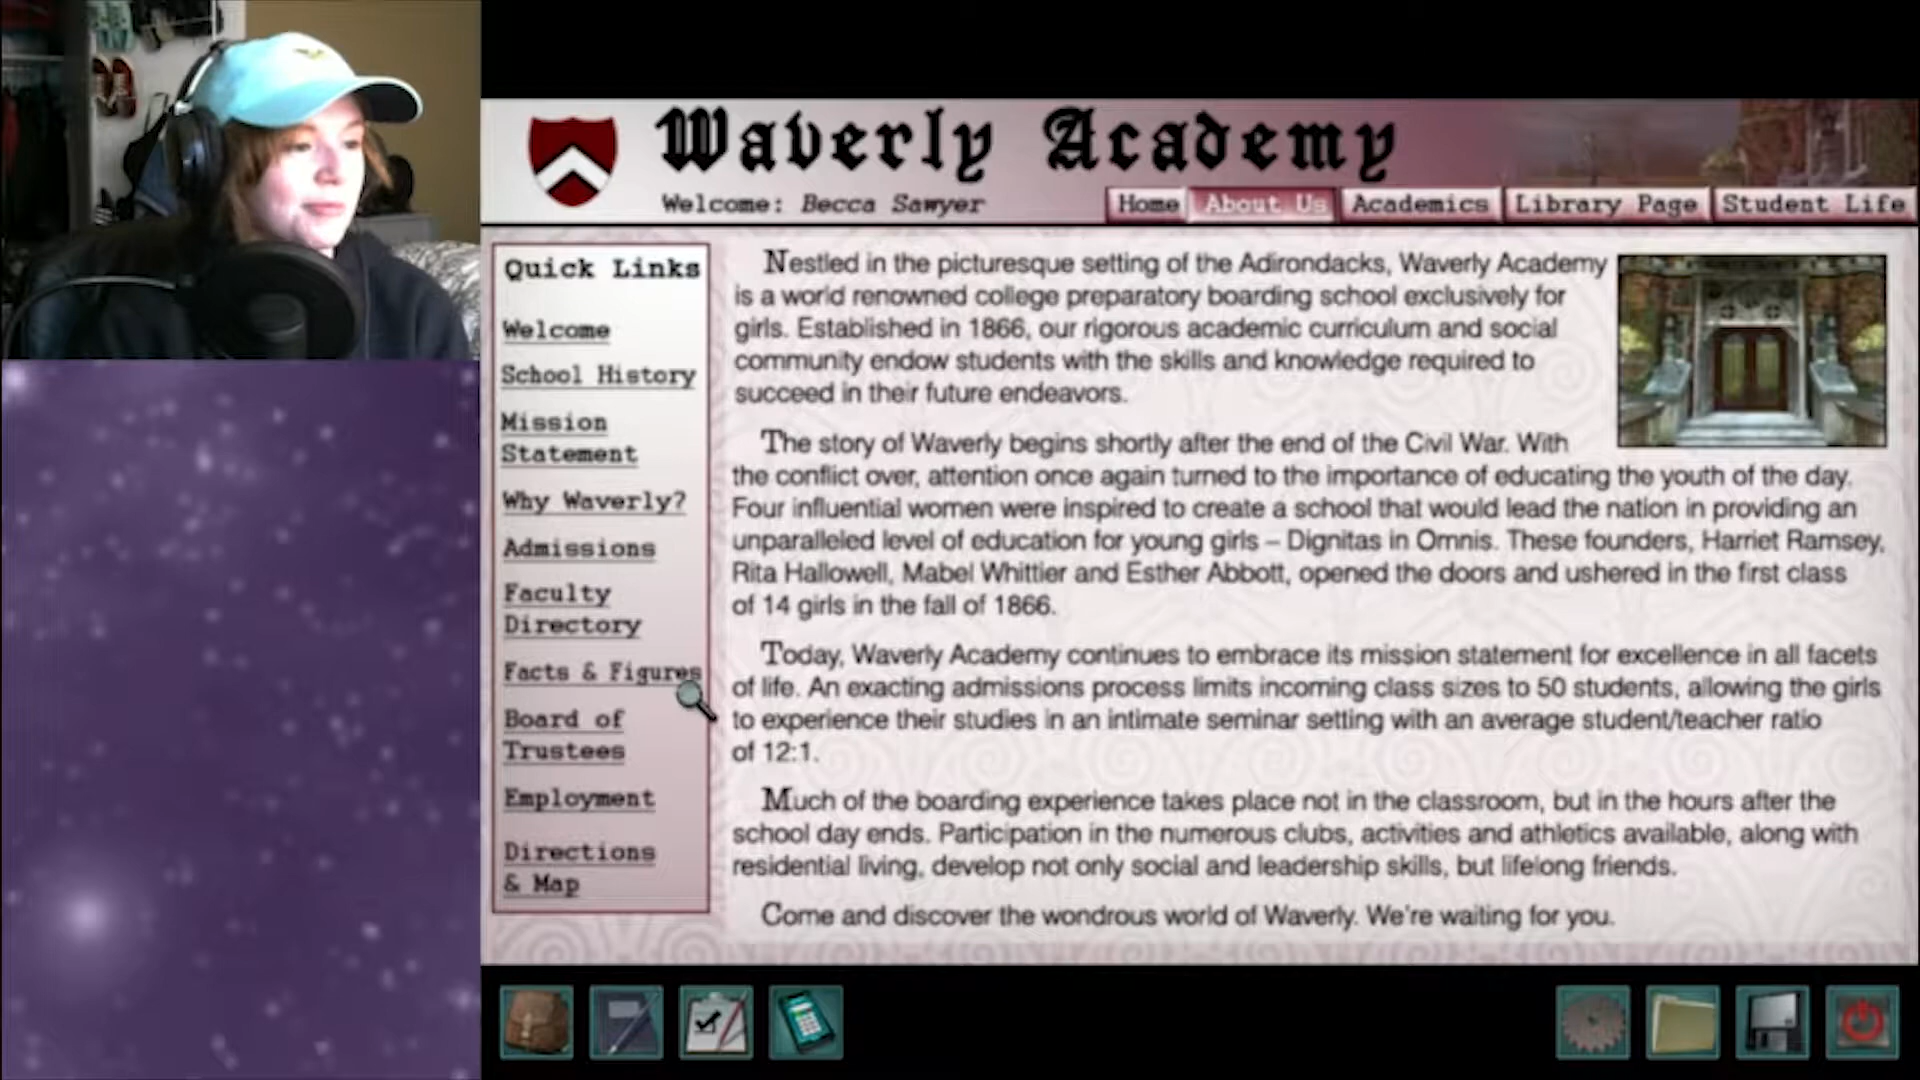 Waverly Academy
Welcome: Becca Sawyer
Home
About Us
Academics
Library Page
Student Life
Quick Links
Welcome
School History
Mission
Statement
Why Waverly?
Admissions
Faculty
Directory
Facts & Figures
Board of
Trustees
Employment
Directions
& Map
Nestled in the picturesque setting of the Adirondacks, Waverly Academy
is a world renowned college preparatory boarding school exclusively for
girls. Established in 1866, our rigorous academic curriculum and social
community endow students with the skills and knowledge required to
succeed in their future endeavors.
The story of Waverly begins shortly after the end of the Civil War. With
the conflict over, attention once again turned to the importance of educating the youth of the day.
Four influential women were inspired to create a school that would lead the nation in providing an
unparalleled level of education for young girls – Dignitas in Omnis. These founders, Harriet Ramsey,
Rita Hallowell, Mabel Whittier and Esther Abbott, opened the doors and ushered in the first class
of 14 girls in the fall of 1866.
Today, Waverly Academy continues to embrace its mission statement for excellence in all facets
of life. An exacting admissions process limits incoming class sizes to 50 students, allowing the girls
to experience their studies in an intimate seminar setting with an average student/teacher ratio
of 12:1.
Much of the boarding experience takes place not in the classroom, but in the hours after the
school day ends. Participation in the numerous clubs, activities and athletics available, along with
residential living, develop not only social and leadership skills, but lifelong friends.
Come and discover the wondrous world of Waverly. We're waiting for you.